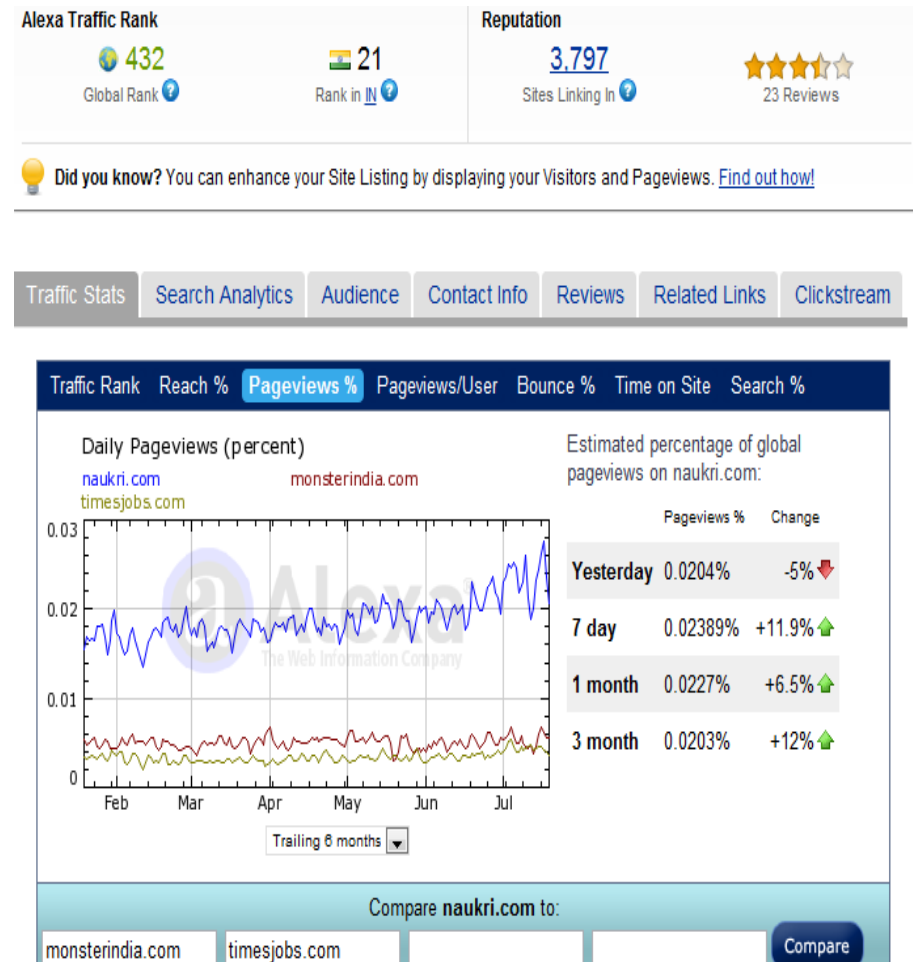 Alexa Traffic Rank
Reputation
432
21
3,797
Global Rank ?
Rank in IN ?
Sites Linking In ?
23 Reviews
Did you know? You can enhance your Site Listing by displaying your Visitors and Pageviews. Find out how!
Traffic Stats Search Analytics Audience Contact Info Reviews Related Links Clickstream
Traffic Rank Reach % Pageviews % Pageviews/User Bounce % Time on Site Search %
Daily Pageviews (percent)
naukri.com monsterindia.com
timesjobs.com
0.03
0.02
0.01
0
a Alexa
The Web Information Company
Feb Mar Apr May Jun Jul
Trailing 6 months
Estimated percentage of global
pageviews on naukri.com:
Pageviews % Change
Yesterday 0.0204% -5%
7 day 0.02389% +11.9%
1 month 0.0227% +6.5%
3 month 0.0203% +12%
Compare naukri.com to:
monsterindia.com timesjobs.com Compare